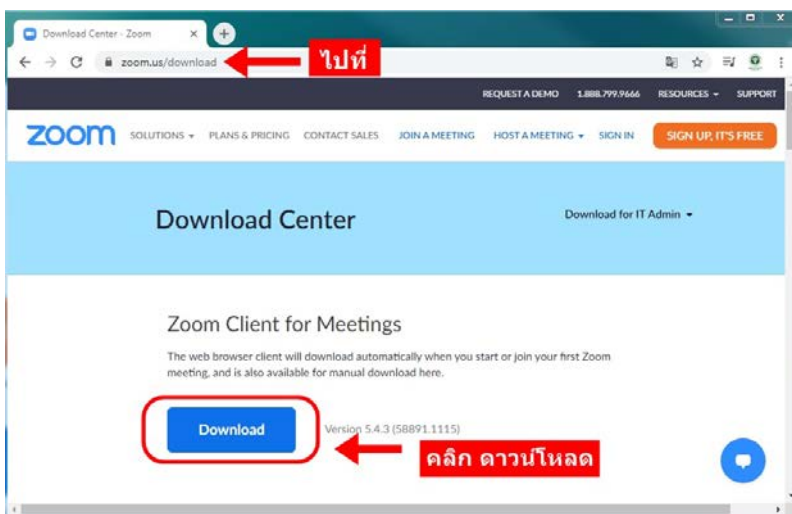 Download Center - Zoom
zoom.us/download
ไปที่
REQUEST A DEMO 1.888.799.9666 RESOURCES SUPPORT
zoom SOLUTIONS PLANS & PRICING CONTACT SALES JOIN A MEETING HOST A MEETING SIGN IN SIGN UP, IT'S FREE
Download Center
Download for IT Admin
Zoom Client for Meetings
The web browser client will download automatically when you start or join your first Zoom
meeting, and is also available for manual download here.
Download
Version 5.4.3 (58891.1115)
คลิก ดาวน์โหลด